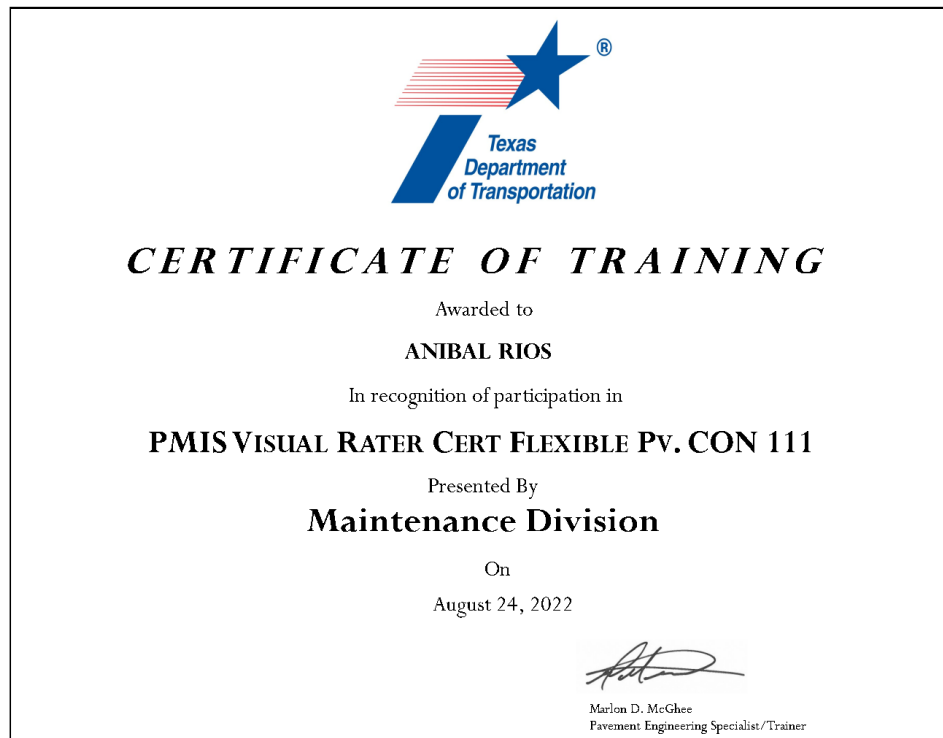 ®
Texas
Department
of Transportation
CERTIFICATE OF TRAINING
Awarded to
ANIBAL RIOS
In recognition of participation in
PMIS VISUAL RATER CERT FLEXIBLE PV. CON 111
Presented By
Maintenance Division
On
August 24, 2022
Marlon D. McGhee
Pavement Engineering Specialist/Trainer